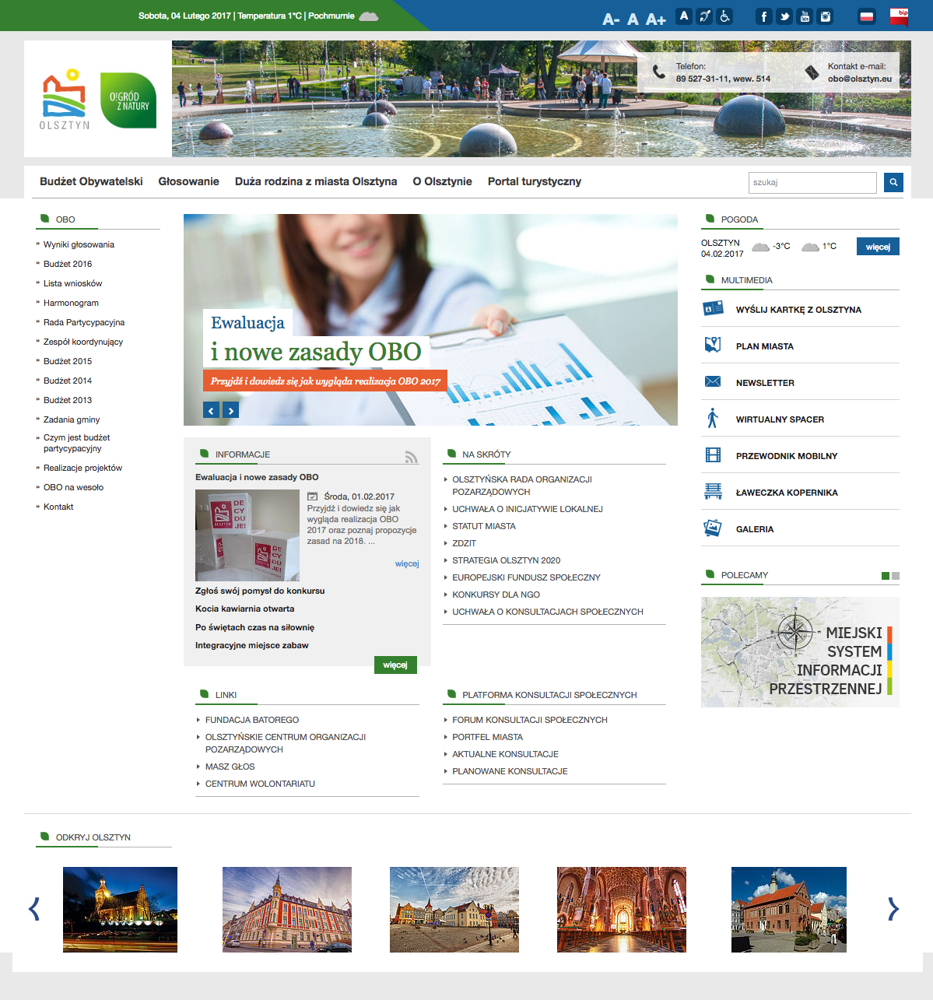 Sobota, 04 Lutego 2017 | Temperatura 1°C | Pochmurnie
A- A A+
A
f
You Tube
bip
OLSZTYN
O!GRÓD
Z NATURY
Telefon:
89 527-31-11, wew. 514
Kontakt e-mail:
obo@olsztyn.eu
Budżet Obywatelski Głosowanie Duża rodzina z miasta Olsztyna O Olsztynie Portal turystyczny
szukaj
OBO
» Wyniki głosowania
» Budżet 2016
» Lista wniosków
» Harmonogram
» Rada Partycypacyjna
» Zespół koordynujący
» Budżet 2015
» Budżet 2014
» Budżet 2013
» Zadania gminy
» Czym jest budżet
partycypacyjny
» Realizacje projektów
» OBO na wesoło
» Kontakt
Ewaluacja
i nowe zasady OBO
Przyjdź i dowiedz się jak wygląda realizacja OBO 2017
INFORMACJE
Ewaluacja i nowe zasady OBO
DE
CY
DU
JE!
OLSZTYN
DE
CY
DU
JE!
Środa, 01.02.2017
Przyjdź i dowiedz się jak
wygląda realizacja OBO
2017 oraz poznaj propozycje
zasad na 2018. ...
więcej
Zgłoś swój pomysł do konkursu
Kocia kawiarnia otwarta
Po świętach czas na siłownię
Integracyjne miejsce zabaw
więcej
NA SKRÓTY
OLSZTYŃSKA RADA ORGANIZACJI
POZARZĄDOWYCH
UCHWAŁA O INICJATYWIE LOKALNEJ
STATUT MIASTA
ZDZIT
STRATEGIA OLSZTYN 2020
EUROPEJSKI FUNDUSZ SPOŁECZNY
KONKURSY DLA NGO
UCHWAŁA O KONSULTACJACH SPOŁECZNYCH
LINKI
FUNDACJA BATOREGO
OLSZTYŃSKIE CENTRUM ORGANIZACJI
POZARZĄDOWYCH
MASZ GŁOS
CENTRUM WOLONTARIATU
PLATFORMA KONSULTACJI SPOŁECZNYCH
FORUM KONSULTACJI SPOŁECZNYCH
PORTFEL MIASTA
AKTUALNE KONSULTACJE
PLANOWANE KONSULTACJE
POGODA
OLSZTYN
04.02.2017
-3°C
1°C
więcej
MULTIMEDIA
WYŚLIJ KARTKĘ Z OLSZTYNA
PLAN MIASTA
NEWSLETTER
WIRTUALNY SPACER
PRZEWODNIK MOBILNY
ŁAWECZKA KOPERNIKA
GALERIA
POLECAMY
N
MIEJSKI
SYSTEM
INFORMACJI
PRZESTRZENNEJ
ODKRYJ OLSZTYN